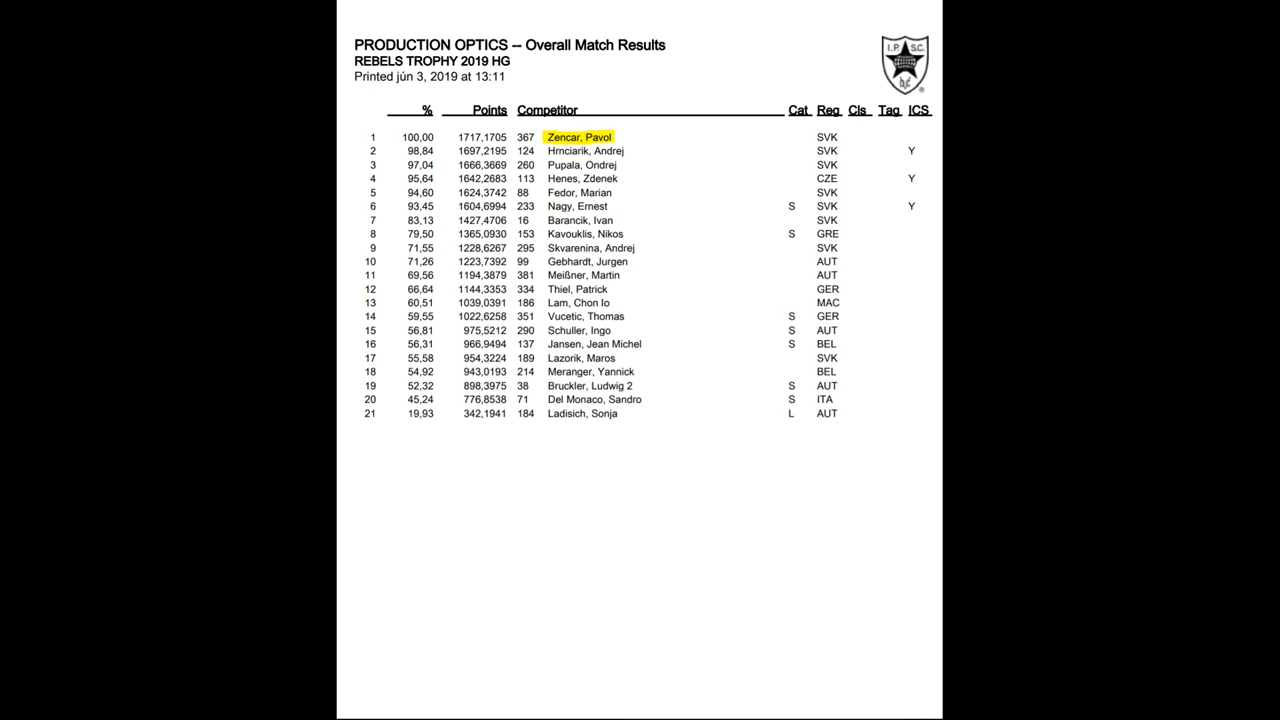 PRODUCTION OPTICS -- Overall Match Results
REBELS TROPHY 2019 HG
Printed jún 3, 2019 at 13:11
I.P. S.C.
DVC
®
% Points Competitor Cat Reg Cls Tag ICS
1 100,00 1717,1705 367 Zencar, Pavol SVK
2 98,84 1697,2195 124 Hrnciarik, Andrej SVK Y
3 97,04 1666,3669 260 Pupala, Ondrej SVK
4 95,64 1642,2683 113 Henes, Zdenek CZE Y
5 94,60 1624,3742 88 Fedor, Marian SVK
6 93,45 1604,6994 233 Nagy, Ernest S SVK Y
7 83,13 1427,4706 16 Barancik, Ivan SVK
8 79,50 1365,0930 153 Kavouklis, Nikos S GRE
9 71,55 1228,6267 295 Skvarenina, Andrej SVK
10 71,26 1223,7392 99 Gebhardt, Jurgen AUT
11 69,56 1194,3879 381 Meißner, Martin AUT
12 66,64 1144,3353 334 Thiel, Patrick GER
13 60,51 1039,0391 186 Lam, Chon Io MAC
14 59,55 1022,6258 351 Vucetic, Thomas S GER
15 56,81 975,5212 290 Schuller, Ingo S AUT
16 56,31 966,9494 137 Jansen, Jean Michel S BEL
17 55,58 954,3224 189 Lazorik, Maros SVK
18 54,92 943,0193 214 Meranger, Yannick BEL
19 52,32 898,3975 38 Bruckler, Ludwig 2 S AUT
20 45,24 776,8538 71 Del Monaco, Sandro S ITA
21 19,93 342,1941 184 Ladisich, Sonja L AUT